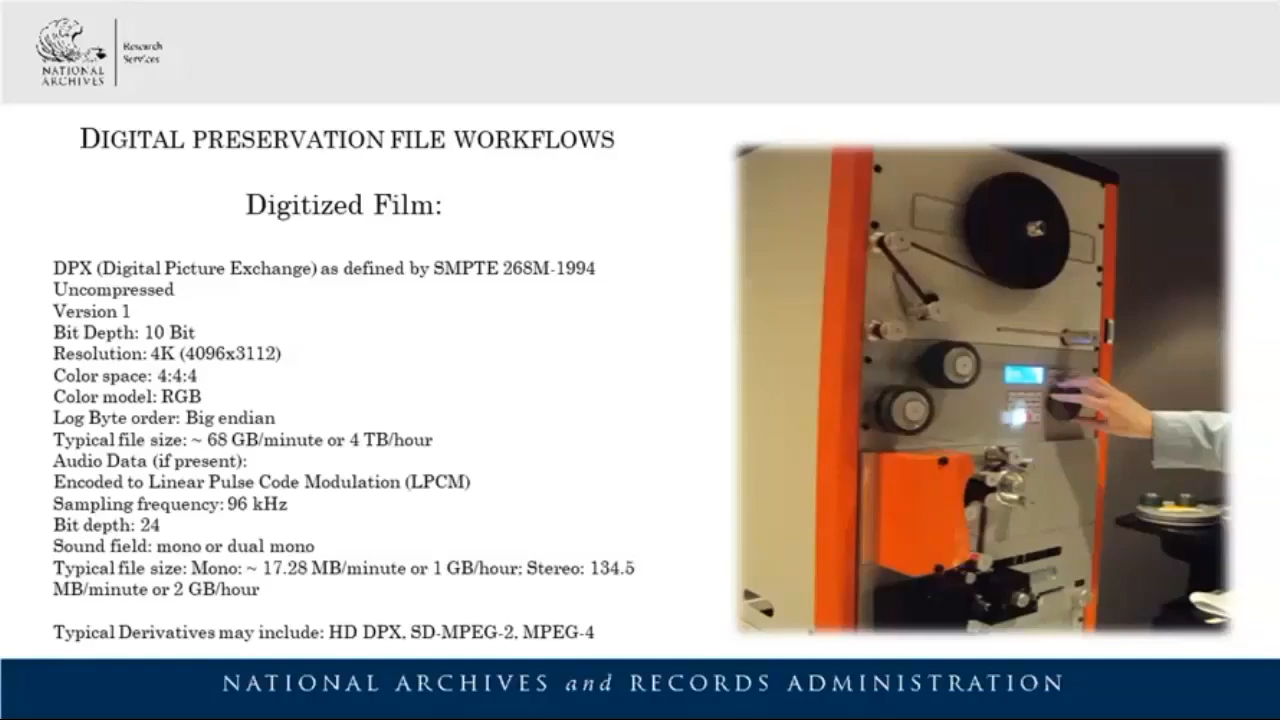 NATIONAL
ARCHIVES
Research
Services
DIGITAL PRESERVATION FILE WORKFLOWS
Digitized Film:
DPX (Digital Picture Exchange) as defined by SMPTE 268M-1994
Uncompressed
Version 1
Bit Depth: 10 Bit
Resolution: 4K (4096x3112)
Color space: 4:4:4
Color model: RGB
Log Byte order: Big endian
Typical file size: ~ 68 GB/minute or 4 TB/hour
Audio Data (if present):
Encoded to Linear Pulse Code Modulation (LPCM)
Sampling frequency: 96 kHz
Bit depth: 24
Sound field: mono or dual mono
Typical file size: Mono: ~ 17.28 MB/minute or 1 GB/hour; Stereo: 134.5
MB/minute or 2 GB/hour
Typical Derivatives may include: HD DPX, SD-MPEG-2, MPEG-4
NATIONAL ARCHIVES and RECORDS ADMINISTRATION